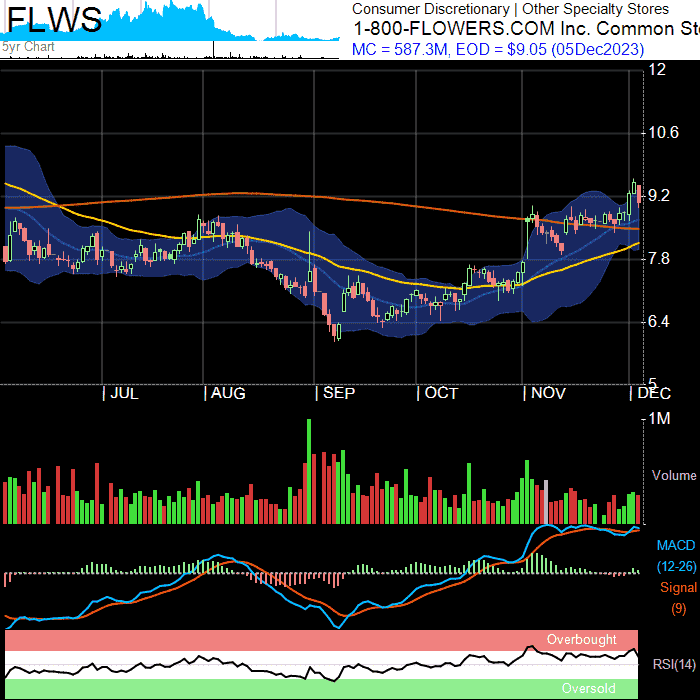 FLWS
5yr Chart
Consumer Discretionary | Other Specialty Stores
1-800-FLOWERS.COM Inc. Common Sto
MC = 587.3M, EOD = $9.05 (05Dec2023)
12
10.6
9.2
7.8
6.4
5
JUL AUG SEP OCT NOV DEC
1M
Volume
MACD
(12-26)
Signal
(9)
Overbought
RSI(14)
Oversold